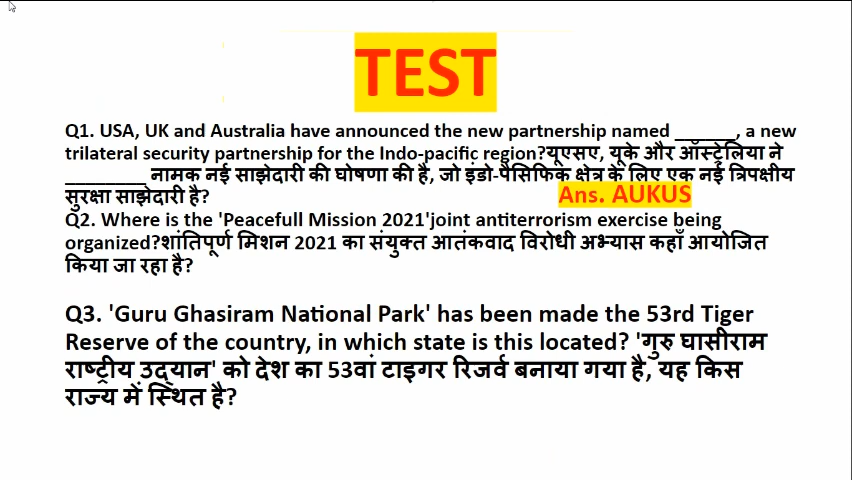 TEST
Q1. USA, UK and Australia have announced the new partnership named ______, a new
trilateral security partnership for the Indo-pacific region?यूएसए, यूके और ऑस्ट्रेलिया ने
________ नामक नई साझेदारी की घोषणा की है, जो इंडो-पैसिफिक क्षेत्र के लिए एक नई त्रिपक्षीय
सुरक्षा साझेदारी है?
Ans. AUKUS
Q2. Where is the 'Peacefull Mission 2021'joint antiterrorism exercise being
organized?शांतिपूर्ण मिशन 2021 का संयुक्त आतंकवाद विरोधी अभ्यास कहाँ आयोजित
किया जा रहा है?
Q3. 'Guru Ghasiram National Park' has been made the 53rd Tiger
Reserve of the country, in which state is this located? 'गुरु घासीराम
राष्ट्रीय उद्यान' को देश का 53वां टाइगर रिजर्व बनाया गया है, यह किस
राज्य में स्थित है?